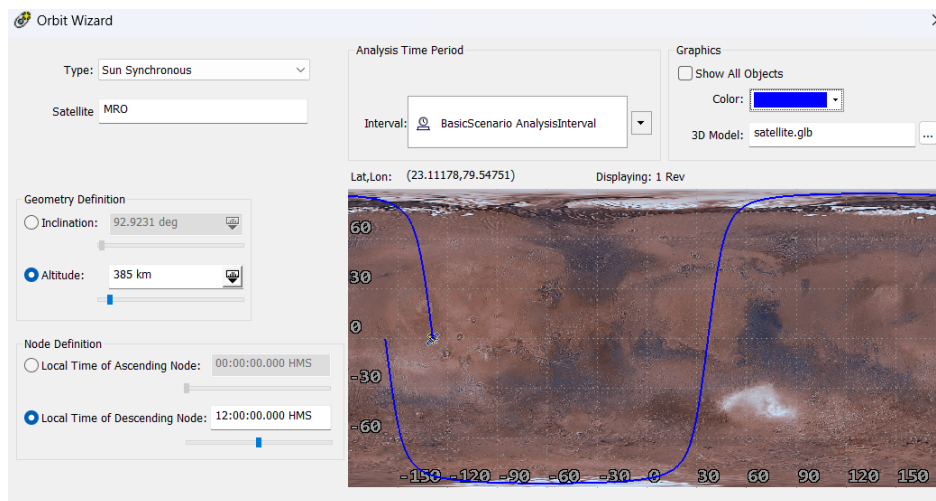 Orbit Wizard
Type: Sun Synchronous
Satellite MRO
Analysis Time Period
Interval: BasicScenario AnalysisInterval
Graphics
Show All Objects
Color:
3D Model: satellite.glb ...
Lat,Lon: (23.11178,79.54751) Displaying: 1 Rev
Geometry Definition
Inclination: 92.9231 deg
Altitude: 385 km
Node Definition
Local Time of Ascending Node: 00:00:00.000 HMS
Local Time of Descending Node: 12:00:00.000 HMS
60
30
0
-30
-60
-150 -120 -90 -60 -30 0 30 60 90 120 150